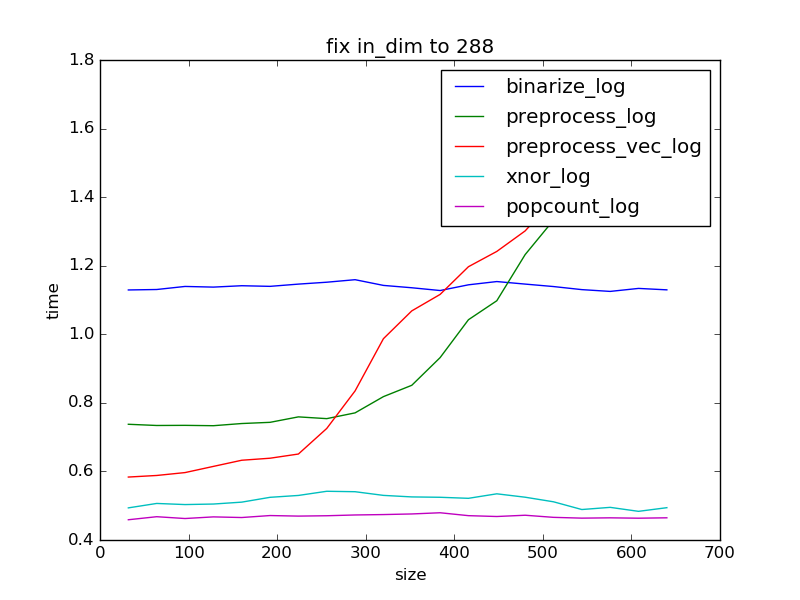 fix in_dim to 288
binarize_log
preprocess_log
preprocess_vec_log
xnor_log
popcount_log
time
1.8
1.6
1.4
1.2
1.0
0.8
0.6
0.4
0 100 200 300 400 500 600 700
size